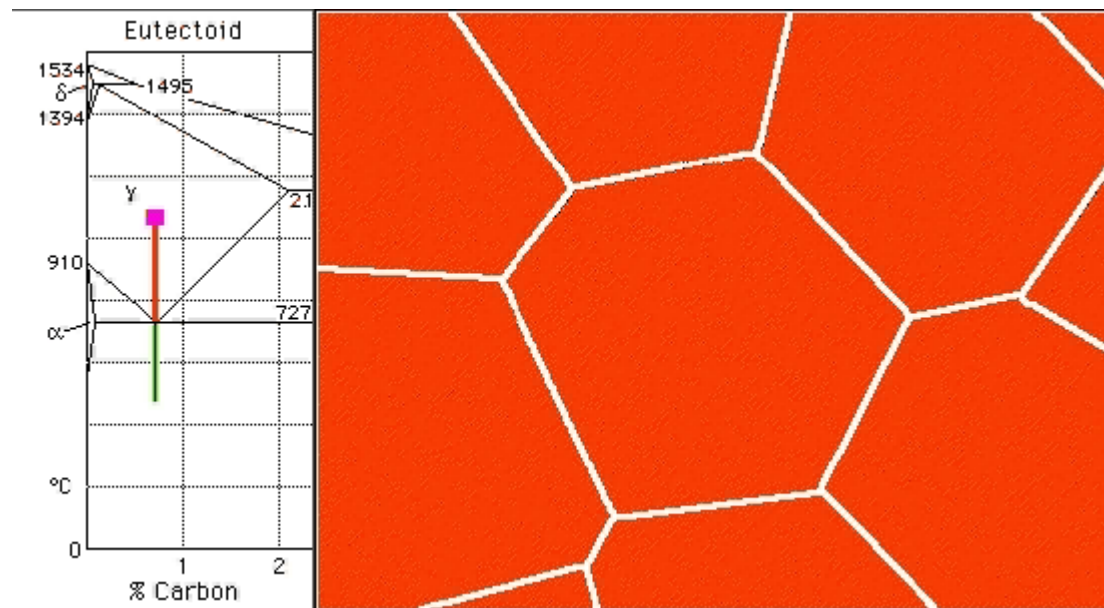 Eutectoid
1534
1495
δ
1394
γ
2.1
910
727
α
°C
0
1
2
% Carbon